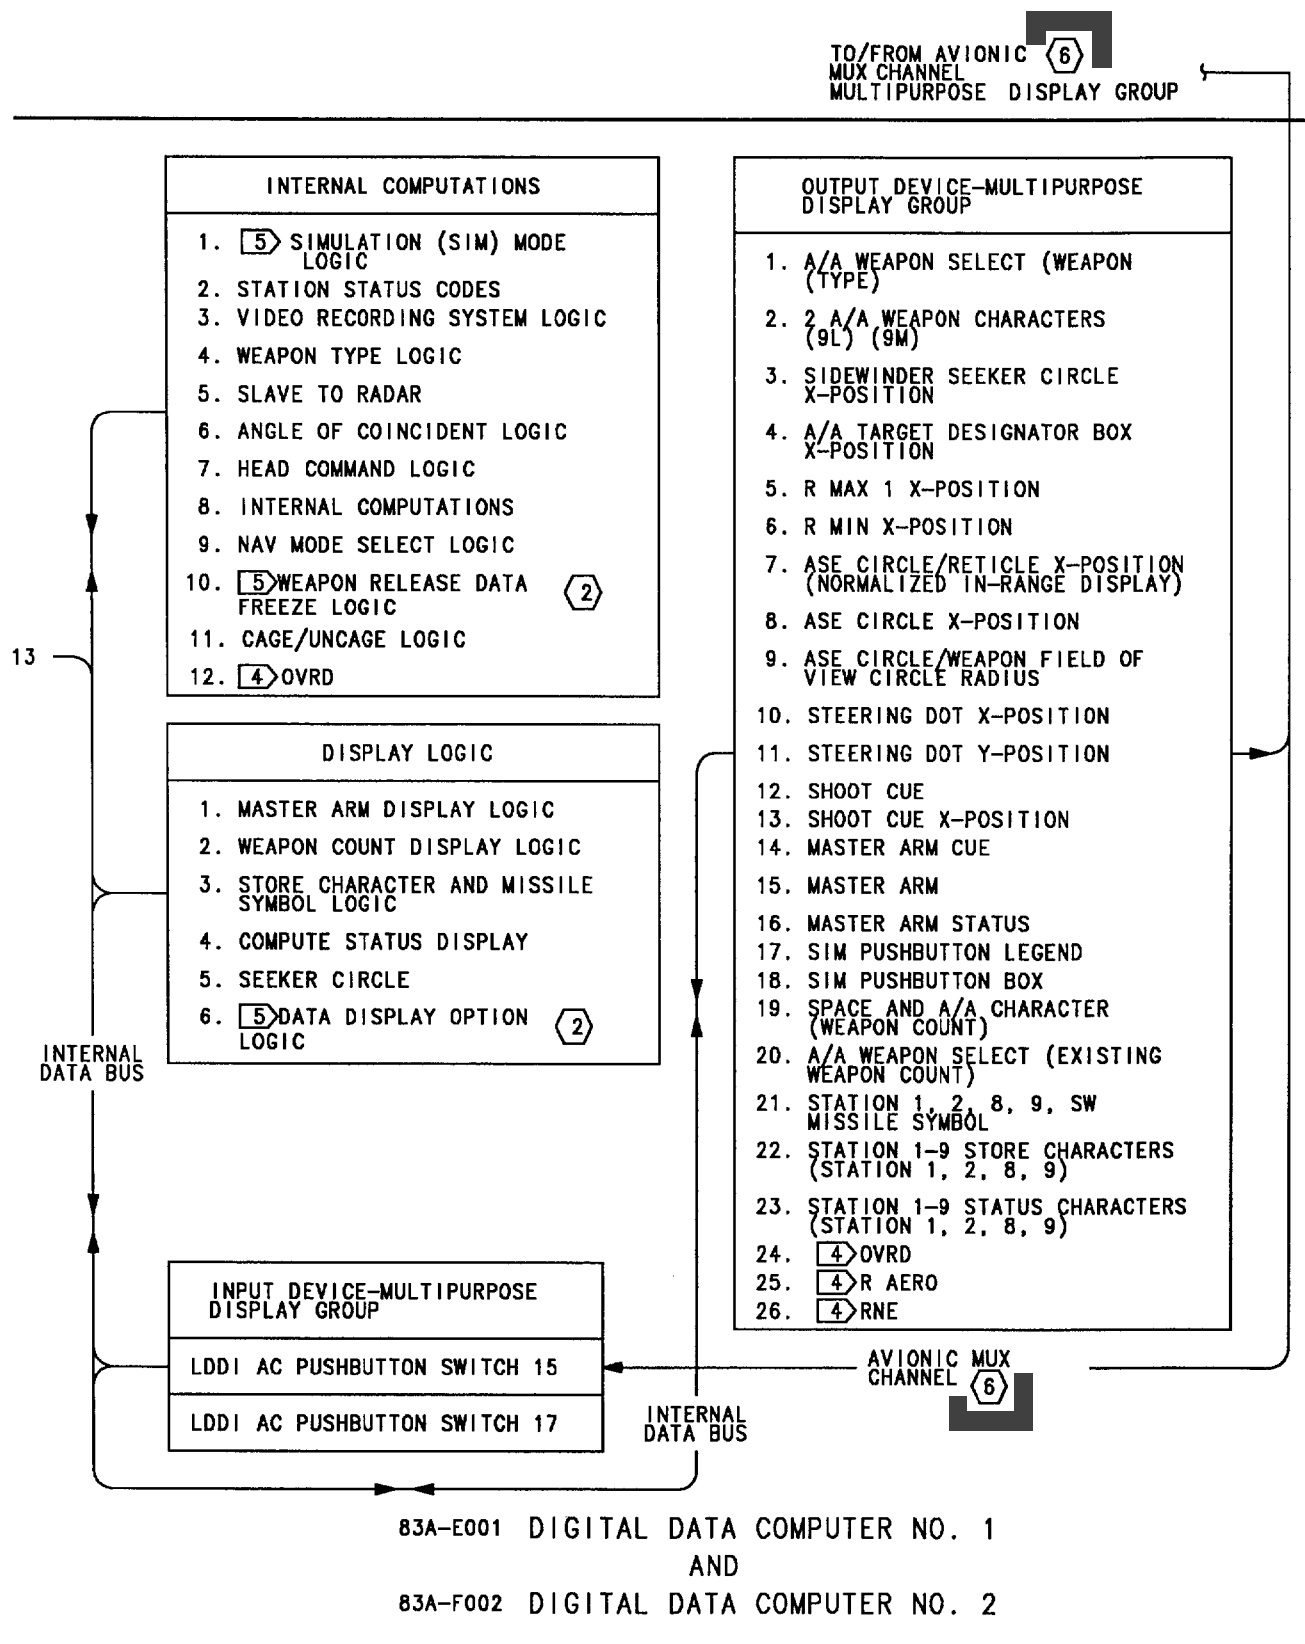 TO/FROM AVIONIC 6
MUX CHANNEL
MULTIPURPOSE DISPLAY GROUP
INTERNAL COMPUTATIONS
1. 5 SIMULATION (SIM) MODE
LOGIC
2. STATION STATUS CODES
3. VIDEO RECORDING SYSTEM LOGIC
4. WEAPON TYPE LOGIC
5. SLAVE TO RADAR
6. ANGLE OF COINCIDENT LOGIC
7. HEAD COMMAND LOGIC
8. INTERNAL COMPUTATIONS
9. NAV MODE SELECT LOGIC
10. 5 WEAPON RELEASE DATA
FREEZE LOGIC 2
11. CAGE/UNCAGE LOGIC
12. 4 OVRD
13
DISPLAY LOGIC
1. MASTER ARM DISPLAY LOGIC
2. WEAPON COUNT DISPLAY LOGIC
3. STORE CHARACTER AND MISSILE
SYMBOL LOGIC
4. COMPUTE STATUS DISPLAY
5. SEEKER CIRCLE
6. 5 DATA DISPLAY OPTION
LOGIC 2
INTERNAL
DATA BUS
INPUT DEVICE-MULTIPURPOSE
DISPLAY GROUP
LDDI AC PUSHBUTTON SWITCH 15
LDDI AC PUSHBUTTON SWITCH 17
OUTPUT DEVICE-MULTIPURPOSE
DISPLAY GROUP
1. A/A WEAPON SELECT (WEAPON
(TYPE)
2. 2 A/A WEAPON CHARACTERS
(9L) (9M)
3. SIDEWINDER SEEKER CIRCLE
X-POSITION
4. A/A TARGET DESIGNATOR BOX
X-POSITION
5. R MAX 1 X-POSITION
6. R MIN X-POSITION
7. ASE CIRCLE/RETICLE X-POSITION
(NORMALIZED IN-RANGE DISPLAY)
8. ASE CIRCLE X-POSITION
9. ASE CIRCLE/WEAPON FIELD OF
VIEW CIRCLE RADIUS
10. STEERING DOT X-POSITION
11. STEERING DOT Y-POSITION
12. SHOOT CUE
13. SHOOT CUE X-POSITION
14. MASTER ARM CUE
15. MASTER ARM
16. MASTER ARM STATUS
17. SIM PUSHBUTTON LEGEND
18. SIM PUSHBUTTON BOX
19. SPACE AND A/A CHARACTER
(WEAPON COUNT)
20. A/A WEAPON SELECT (EXISTING
WEAPON COUNT)
21. STATION 1, 2, 8, 9, SW
MISSILE SYMBOL
22. STATION 1-9 STORE CHARACTERS
(STATION 1, 2, 8, 9)
23. STATION 1-9 STATUS CHARACTERS
(STATION 1, 2, 8, 9)
24. 4 OVRD
25. 4 R AERO
26. 4 RNE
AVIONIC MUX
CHANNEL 6
INTERNAL
DATA BUS
83A-E001 DIGITAL DATA COMPUTER NO. 1
AND
83A-F002 DIGITAL DATA COMPUTER NO. 2